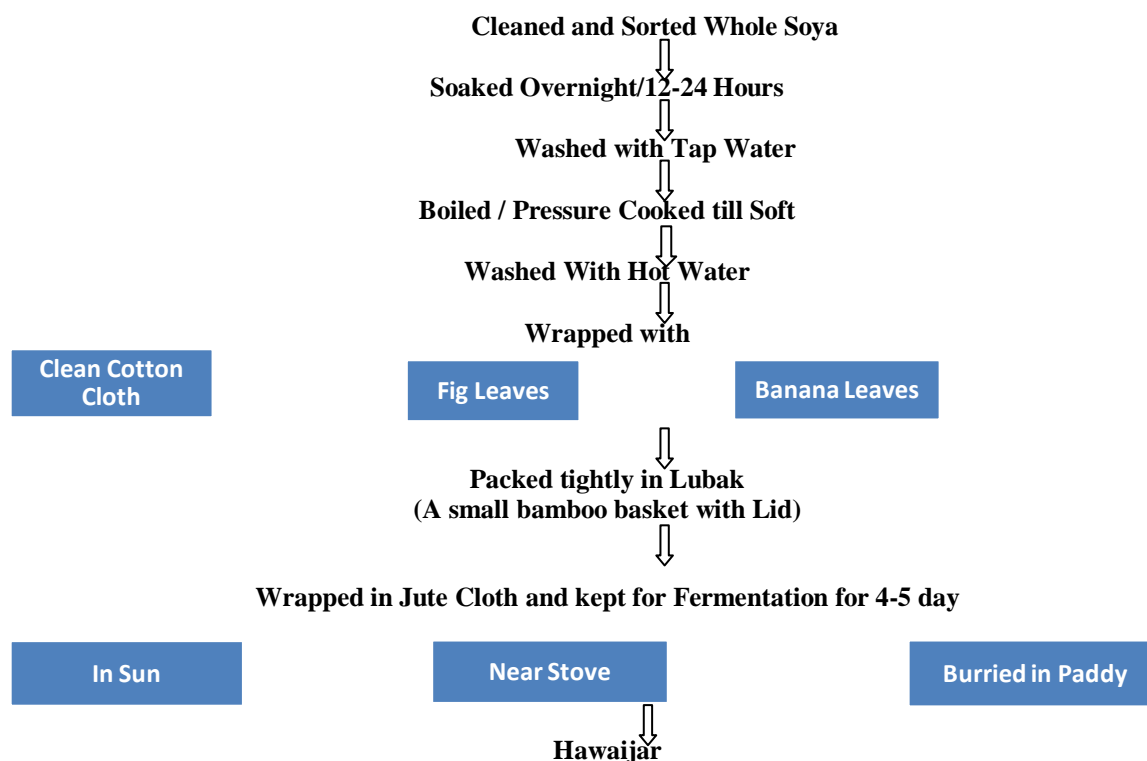 Cleaned and Sorted Whole Soya
Soaked Overnight/12-24 Hours
Washed with Tap Water
Boiled / Pressure Cooked till Soft
Washed With Hot Water
Wrapped with
Clean Cotton
Cloth
Fig Leaves
Banana Leaves
Packed tightly in Lubak
(A small bamboo basket with Lid)
Wrapped in Jute Cloth and kept for Fermentation for 4-5 day
In Sun
Near Stove
Burried in Paddy
Hawaijar